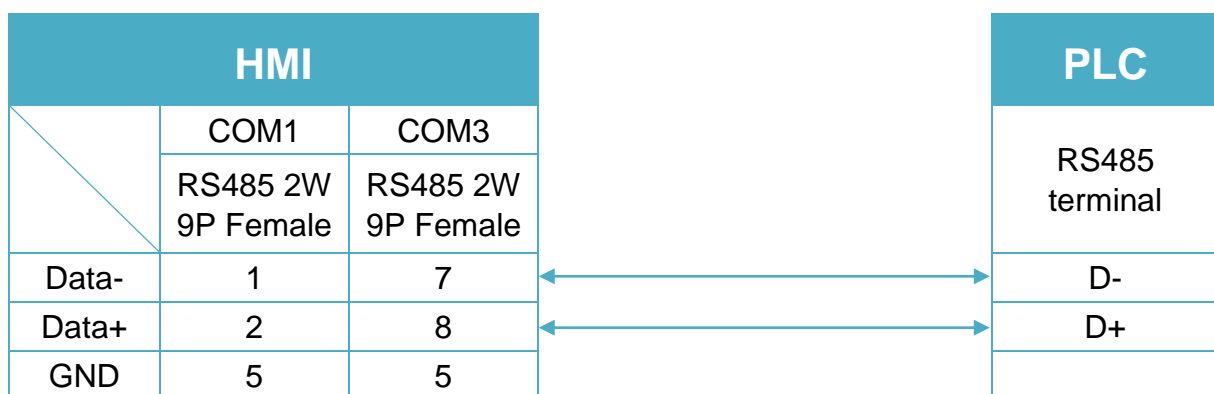 HMI PLC
COM1 COM3
RS485 2W RS485 2W RS485
9P Female 9P Female terminal
Data- 1 7 D-
Data+ 2 8 D+
GND 5 5